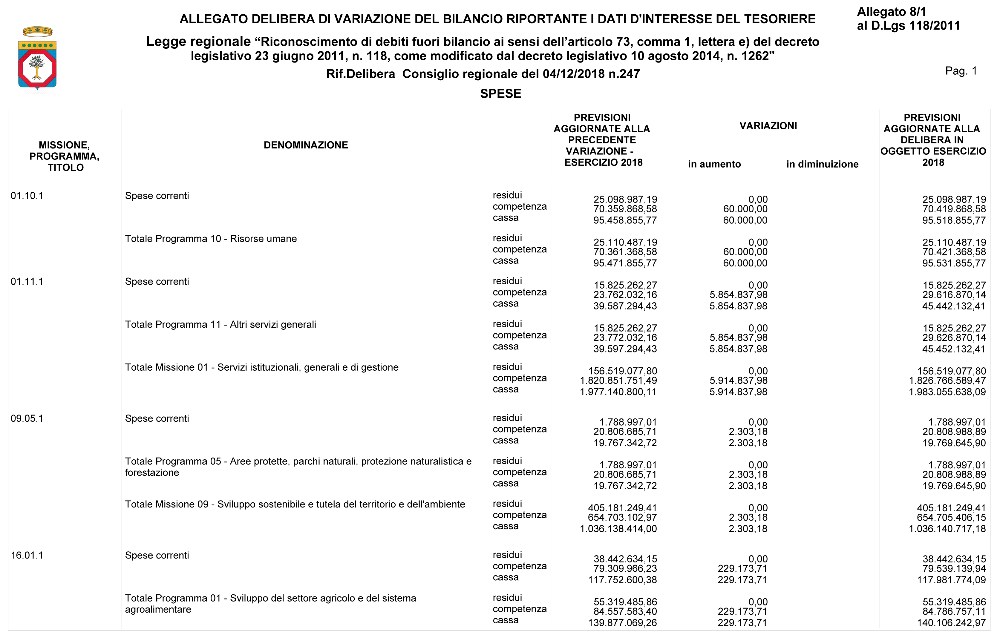 Allegato 8/1
al D.Lgs 118/2011
ALLEGATO DELIBERA DI VARIAZIONE DEL BILANCIO RIPORTANTE I DATI D'INTERESSE DEL TESORIERE
Legge regionale “Riconoscimento di debiti fuori bilancio ai sensi dell’articolo 73, comma 1, lettera e) del decreto
legislativo 23 giugno 2011, n. 118, come modificato dal decreto legislativo 10 agosto 2014, n. 1262"
Rif.Delibera Consiglio regionale del 04/12/2018 n.247
Pag. 1
SPESE
MISSIONE,
PROGRAMMA,
TITOLO
DENOMINAZIONE
PREVISIONI
AGGIORNATE ALLA
PRECEDENTE
VARIAZIONE -
ESERCIZIO 2018
VARIAZIONI
in aumento in diminuizione
PREVISIONI
AGGIORNATE ALLA
DELIBERA IN
OGGETTO ESERCIZIO
2018
01.10.1 Spese correnti residui 25.098.987,19 0,00 25.098.987,19
competenza 70.359.868,58 60.000,00 70.419.868,58
cassa 95.458.855,77 60.000,00 95.518.855,77
Totale Programma 10 - Risorse umane residui 25.110.487,19 0,00 25.110.487,19
competenza 70.361.368,58 60.000,00 70.421.368,58
cassa 95.471.855,77 60.000,00 95.531.855,77
01.11.1 Spese correnti residui 15.825.262,27 0,00 15.825.262,27
competenza 23.762.032,16 5.854.837,98 29.616.870,14
cassa 39.587.294,43 5.854.837,98 45.442.132,41
Totale Programma 11 - Altri servizi generali residui 15.825.262,27 0,00 15.825.262,27
competenza 23.772.032,16 5.854.837,98 29.626.870,14
cassa 39.597.294,43 5.854.837,98 45.452.132,41
Totale Missione 01 - Servizi istituzionali, generali e di gestione residui 156.519.077,80 0,00 156.519.077,80
competenza 1.820.851.751,49 5.914.837,98 1.826.766.589,47
cassa 1.977.140.800,11 5.914.837,98 1.983.055.638,09
09.05.1 Spese correnti residui 1.788.997,01 0,00 1.788.997,01
competenza 20.806.685,71 2.303,18 20.808.988,89
cassa 19.767.342,72 2.303,18 19.769.645,90
Totale Programma 05 - Aree protette, parchi naturali, protezione naturalistica e residui 1.788.997,01 0,00 1.788.997,01
forestazione competenza 20.806.685,71 2.303,18 20.808.988,89
cassa 19.767.342,72 2.303,18 19.769.645,90
Totale Missione 09 - Sviluppo sostenibile e tutela del territorio e dell'ambiente residui 405.181.249,41 0,00 405.181.249,41
competenza 654.703.102,97 2.303,18 654.705.406,15
cassa 1.036.138.414,00 2.303,18 1.036.140.717,18
16.01.1 Spese correnti residui 38.442.634,15 0,00 38.442.634,15
competenza 79.309.966,23 229.173,71 79.539.139,94
cassa 117.752.600,38 229.173,71 117.981.774,09
Totale Programma 01 - Sviluppo del settore agricolo e del sistema residui 55.319.485,86 0,00 55.319.485,86
agroalimentare competenza 84.557.583,40 229.173,71 84.786.757,11
cassa 139.877.069,26 229.173,71 140.106.242,97